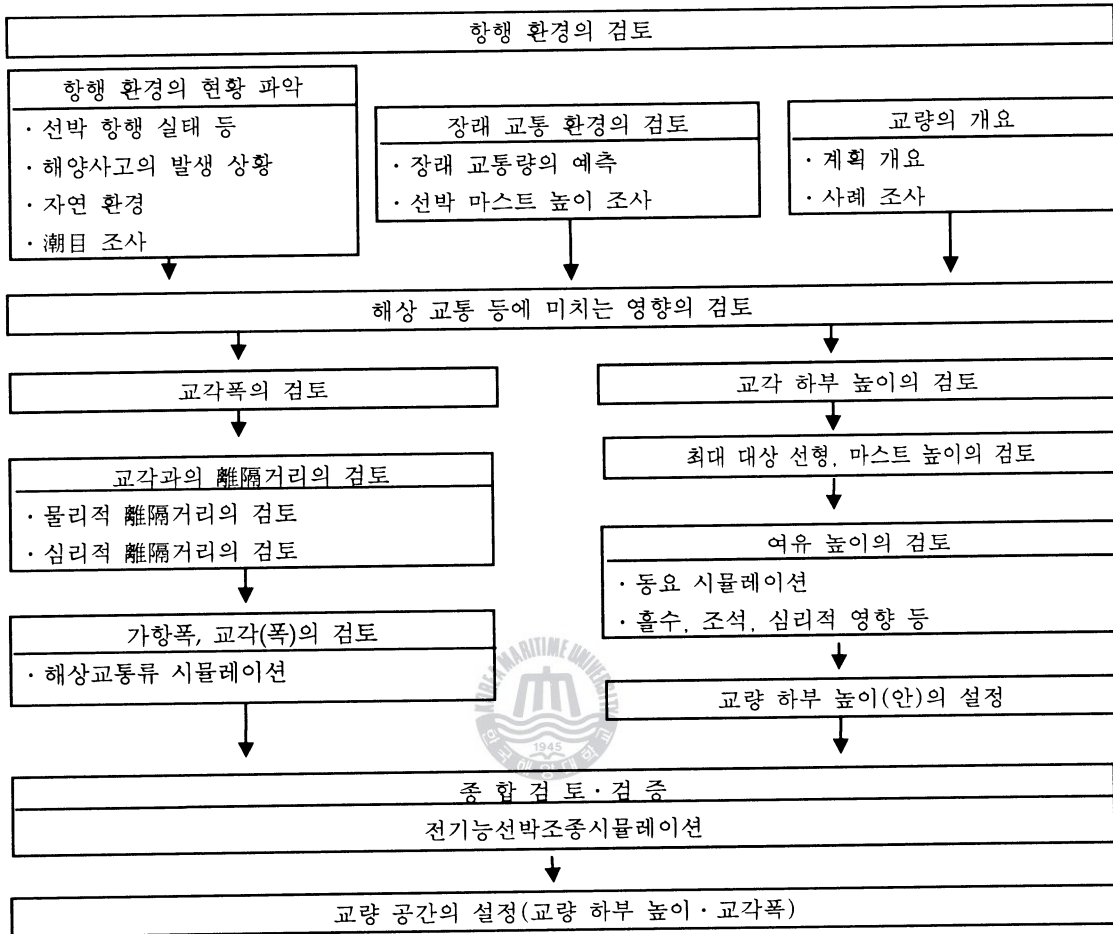 항행 환경의 검토
항행 환경의 현황 파악
· 선박 항행 실태 등
· 해양사고의 발생 상황
· 자연 환경
· 潮目 조사
장래 교통 환경의 검토
· 장래 교통량의 예측
· 선박 마스트 높이 조사
교량의 개요
· 계획 개요
· 사례 조사
해상 교통 등에 미치는 영향의 검토
교각폭의 검토
교각과의 離隔거리의 검토
· 물리적 離隔거리의 검토
· 심리적 離隔거리의 검토
가항폭, 교각(폭)의 검토
· 해상교통류 시뮬레이션
교각 하부 높이의 검토
최대 대상 선형, 마스트 높이의 검토
여유 높이의 검토
· 동요 시뮬레이션
· 흘수, 조석, 심리적 영향 등
교량 하부 높이(안)의 설정
KOREA MARITIME UNIVERSITY
1945
한국해양대학교
종 합 검 토 · 검 증
전기능선박조종시뮬레이션
교량 공간의 설정(교량 하부 높이 · 교각폭)